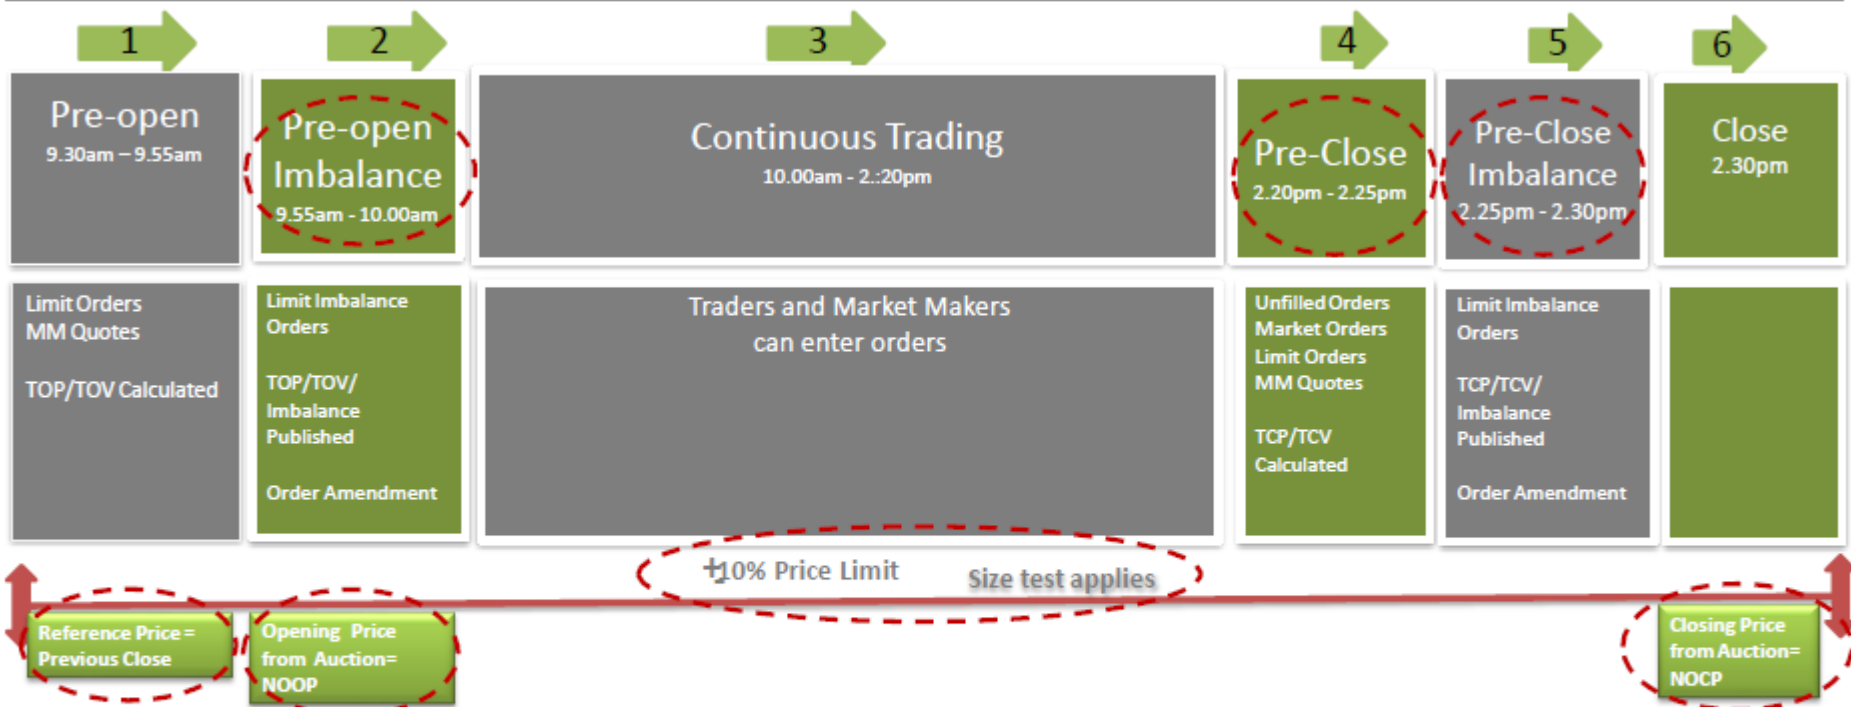 1
2
3
4
5
6
Pre-open
9.30am – 9.55am
Pre-open
Imbalance
9.55am - 10.00am
Continuous Trading
10.00am - 2.:20pm
Pre-Close
2.20pm - 2.25pm
Pre-Close
Imbalance
2.25pm - 2.30pm
Close
2.30pm
Limit Orders
MM Quotes
TOP/TOV Calculated
Limit Imbalance
Orders
TOP/TOV/
Imbalance
Published
Order Amendment
Traders and Market Makers
can enter orders
Unfilled Orders
Market Orders
Limit Orders
MM Quotes
TCP/TCV
Calculated
Limit Imbalance
Orders
TCP/TCV/
Imbalance
Published
Order Amendment
+10% Price Limit
Size test applies
Reference Price =
Previous Close
Opening Price
from Auction=
NOOP
Closing Price
from Auction=
NOCP